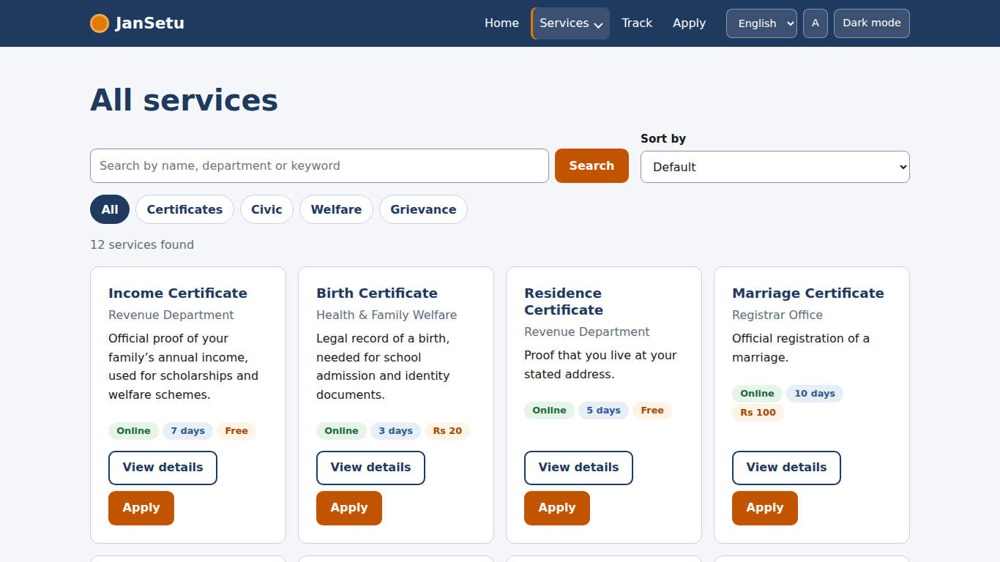 JanSetu
Home Services Track Apply English A Dark mode
All services
Sort by
Search by name, department or keyword Search Default
All Certificates Civic Welfare Grievance
12 services found
Income Certificate
Revenue Department
Official proof of your
family’s annual income,
used for scholarships and
welfare schemes.
Online 7 days Free
View details
Apply
Birth Certificate
Health & Family Welfare
Legal record of a birth,
needed for school
admission and identity
documents.
Online 3 days Rs 20
View details
Apply
Residence
Certificate
Revenue Department
Proof that you live at your
stated address.
Online 5 days Free
View details
Apply
Marriage Certificate
Registrar Office
Official registration of a
marriage.
Online 10 days
Rs 100
View details
Apply